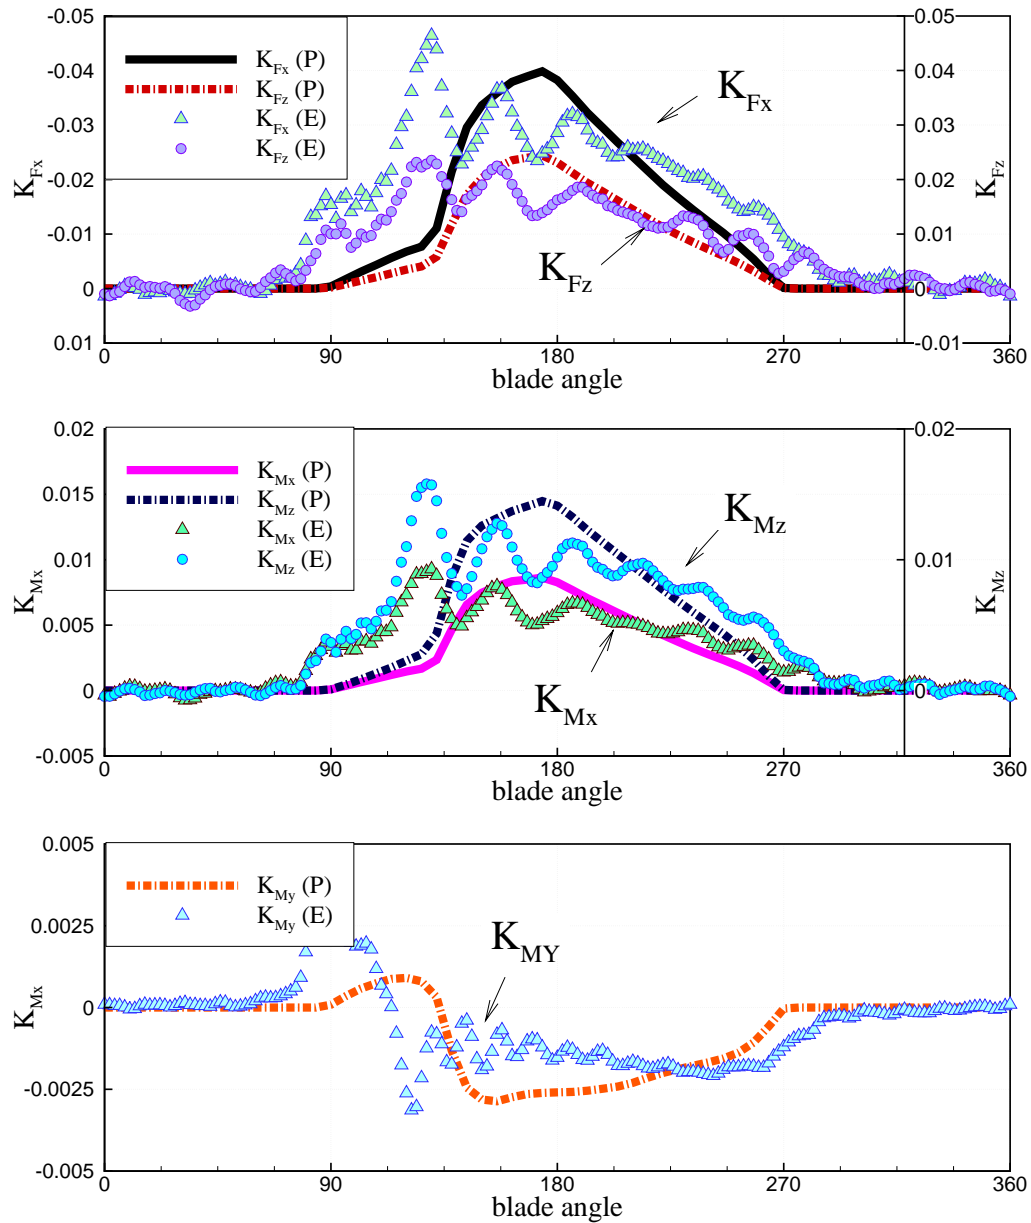 -0.05
-0.04
-0.03
-0.02
-0.01
0
0.01
K_Fx
K_Fx (P)
K_Fz (P)
K_Fx (E)
K_Fz (E)
K_Fx
K_Fz
0.05
0.04
0.03
0.02
0.01
0
-0.01
K_Fz
0 90 180 270 360
blade angle
0.02
0.015
0.01
0.005
0
-0.005
K_Mx
K_Mx (P)
K_Mz (P)
K_Mx (E)
K_Mz (E)
K_Mz
K_Mx
0.02
0.01
0
K_Mz
0 90 180 270 360
blade angle
0.005
0.0025
0
-0.0025
-0.005
K_Mx
K_My (P)
K_My (E)
K_MY
0 90 180 270 360
blade angle